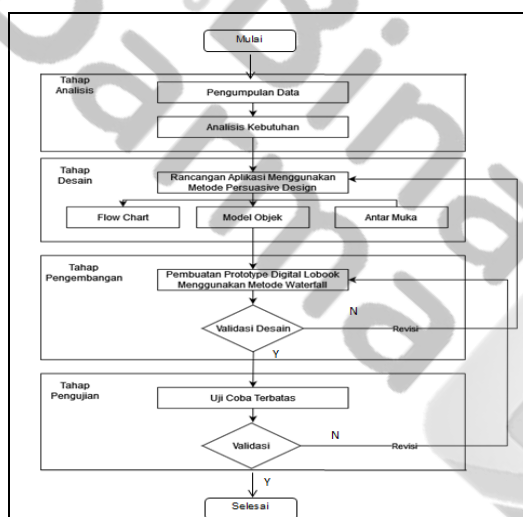 Bina
Darma
Mulai
Tahap
Analisis
Pengumpulan Data
Analisis Kebutuhan
Tahap
Desain
Rancangan Aplikasi Menggunakan
Metode Persuasive Design
Flow Chart
Model Objek
Antar Muka
Tahap
Pengembangan
Pembuatan Prototype Digital Lobook
Menggunakan Metode Waterfall
N
Validasi Desain
Revisi
Y
Tahap
Pengujian
Uji Coba Terbatas
N
Validasi
Revisi
Y
Selesai